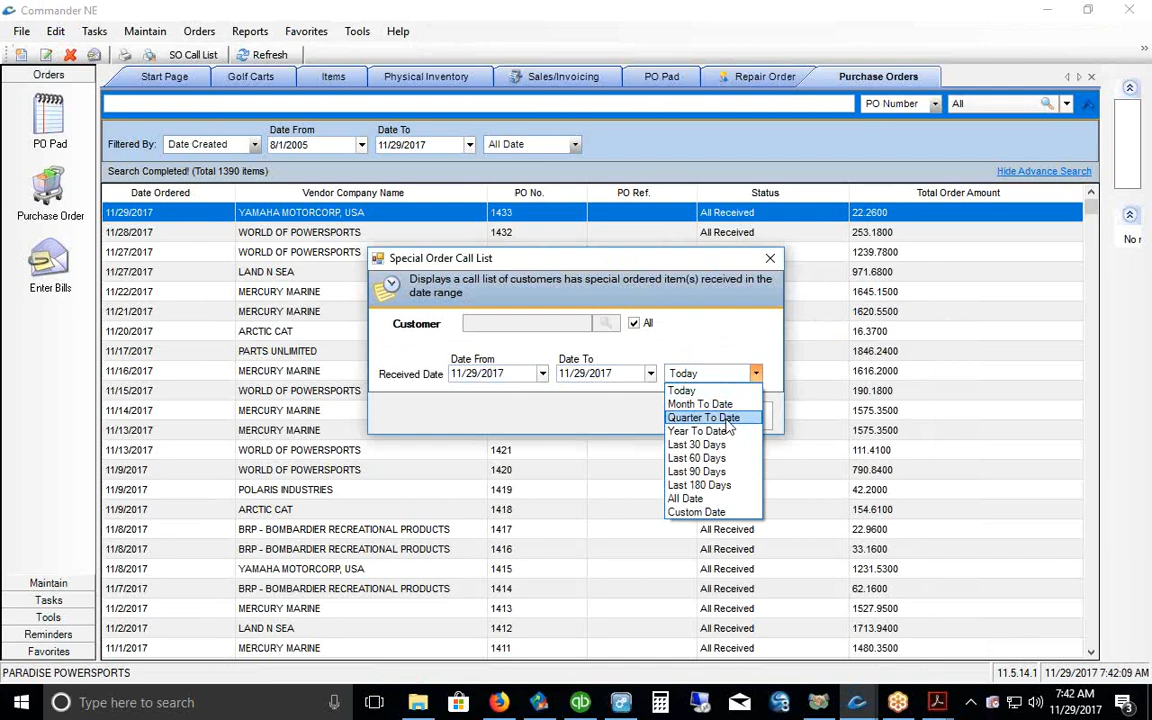 Commander NE
File Edit Tasks Maintain Orders Reports Favorites Tools Help
SO Call List Refresh
Orders
Start Page Golf Carts Items Physical Inventory Sales/Invoicing PO Pad Repair Order Purchase Orders
PO Number All
PO Pad
Purchase Order
Enter Bills
Filtered By: Date Created Date From 8/1/2005 Date To 11/29/2017 All Date
Search Completed! (Total 1390 items) Hide Advance Search
Date Ordered Vendor Company Name PO No. PO Ref. Status Total Order Amount
11/29/2017 YAMAHA MOTORCORP, USA 1433 All Received 22.2600
11/28/2017 WORLD OF POWERSPORTS 1432 All Received 253.1800
11/27/2017 WORLD OF POWERSPORTS 1239.7800
11/27/2017 LAND N SEA 971.6800
11/22/2017 MERCURY MARINE 1645.1500
11/21/2017 MERCURY MARINE 1620.5500
11/20/2017 ARCTIC CAT 16.3700
11/17/2017 PARTS UNLIMITED 1846.2400
11/16/2017 MERCURY MARINE 1616.2000
11/15/2017 WORLD OF POWERSPORTS 190.1800
11/14/2017 MERCURY MARINE 1575.3500
11/13/2017 MERCURY MARINE 1575.3500
11/13/2017 WORLD OF POWERSPORTS 1421 111.4100
11/9/2017 WORLD OF POWERSPORTS 1420 790.8400
11/9/2017 POLARIS INDUSTRIES 1419 42.2000
11/9/2017 ARCTIC CAT 1418 154.6100
11/8/2017 BRP - BOMBARDIER RECREATIONAL PRODUCTS 1417 All Received 22.9600
11/8/2017 BRP - BOMBARDIER RECREATIONAL PRODUCTS 1416 All Received 33.1600
11/8/2017 YAMAHA MOTORCORP, USA 1415 All Received 1231.5300
11/7/2017 BRP - BOMBARDIER RECREATIONAL PRODUCTS 1414 All Received 62.1600
11/2/2017 MERCURY MARINE 1413 All Received 1527.9500
11/2/2017 LAND N SEA 1412 All Received 1713.9400
11/1/2017 MERCURY MARINE 1411 All Received 1480.3500
Special Order Call List
Displays a call list of customers has special ordered item(s) received in the
date range
Customer All
Date From Date To
Received Date 11/29/2017 11/29/2017 Today
Today
Month To Date
Quarter To Date
Year To Date
Last 30 Days
Last 60 Days
Last 90 Days
Last 180 Days
All Date
Custom Date
No r
Maintain
Tasks
Tools
Reminders
Favorites
PARADISE POWERSPORTS 11.5.14.1 11/29/2017 7:42:09 AM
Type here to search
7:42 AM
11/29/2017
3